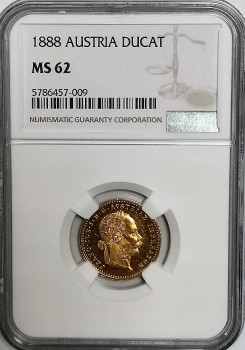 1888 AUSTRIA DUCAT
MS 62
5786457-009
NUMISMATIC GUARANTY CORPORATION